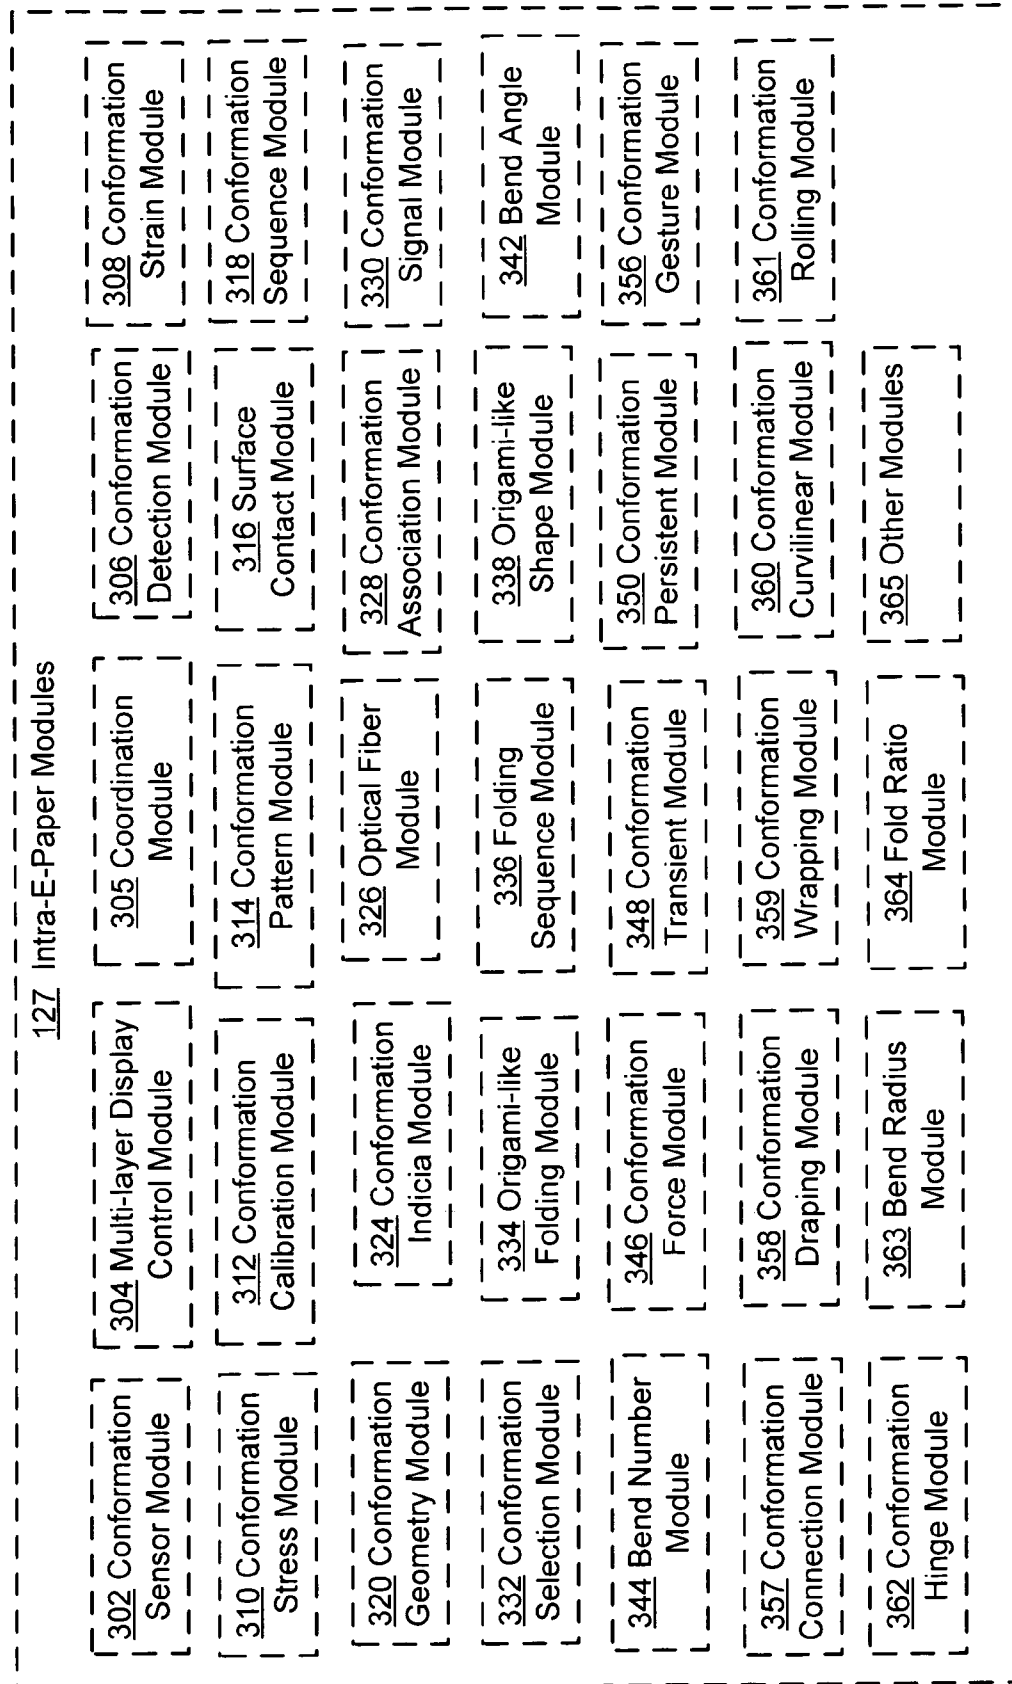 127 Intra-E-Paper Modules
302 Conformation
Sensor Module
304 Multi-layer Display
Control Module
305 Coordination
Module
306 Conformation
Detection Module
308 Conformation
Strain Module
310 Conformation
Stress Module
312 Conformation
Calibration Module
314 Conformation
Pattern Module
316 Surface
Contact Module
318 Conformation
Sequence Module
320 Conformation
Geometry Module
324 Conformation
Indicia Module
326 Optical Fiber
Module
328 Conformation
Association Module
330 Conformation
Signal Module
332 Conformation
Selection Module
334 Origami-like
Folding Module
336 Folding
Sequence Module
338 Origami-like
Shape Module
342 Bend Angle
Module
344 Bend Number
Module
346 Conformation
Force Module
348 Conformation
Transient Module
350 Conformation
Persistent Module
356 Conformation
Gesture Module
357 Conformation
Connection Module
358 Conformation
Draping Module
359 Conformation
Wrapping Module
360 Conformation
Curvilinear Module
361 Conformation
Rolling Module
362 Conformation
Hinge Module
363 Bend Radius
Module
364 Fold Ratio
Module
365 Other Modules